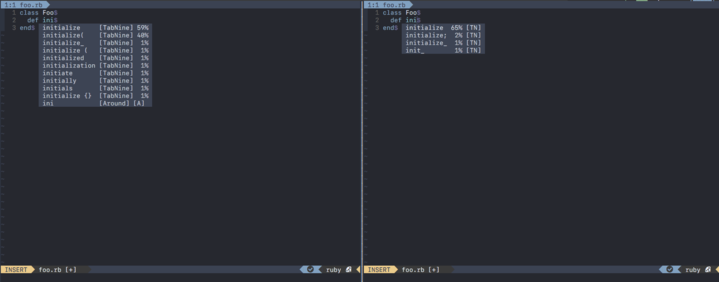 1:1 foo.rb
1 class Foo$
2 def ini$
3 end$
initialize [TabNine] 59%
initialize( [TabNine] 40%
initialize_ [TabNine] 1%
initialize ( [TabNine] 1%
initialized [TabNine] 1%
initialization [TabNine] 1%
initiate [TabNine] 1%
initially [TabNine] 1%
initials [TabNine] 1%
initialize {} [TabNine] 1%
ini [Around] [A]
INSERT foo.rb [+] ruby
1:1 foo.rb
1 class Foo$
2 def ini$
3 end$
initialize 65% [TN]
initialize; 2% [TN]
initialize_ 1% [TN]
init_ 1% [TN]
INSERT foo.rb [+] ruby